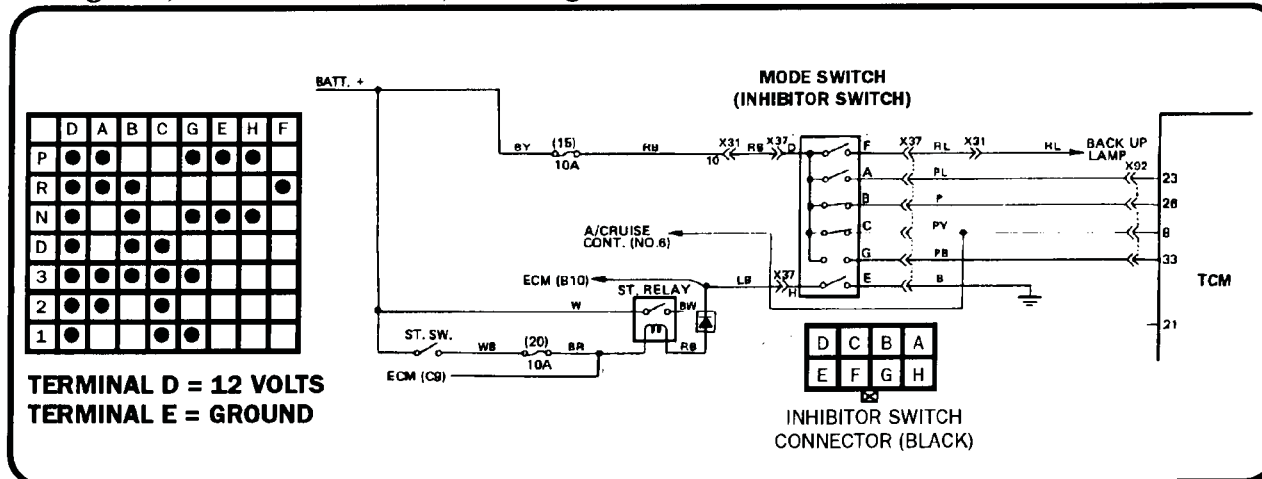 D A B C G E H F
P
R
N
D
3
2
1
TERMINAL D = 12 VOLTS
TERMINAL E = GROUND
BATT. +
MODE SWITCH
(INHIBITOR SWITCH)
BY (15) 10A RB X31 10 RB X37 D F X37 RL X31 RL BACK UP LAMP
A PL X92 23
B P 26
C PY 8
G PB 33
A/CRUISE
CONT. (NO.6)
ECM (B10)
ST. RELAY
LB X37 H E B
TCM
W BW
21
ST. SW.
WB (20) 10A BR RB
ECM (C9)
D C B A
E F G H
INHIBITOR SWITCH
CONNECTOR (BLACK)